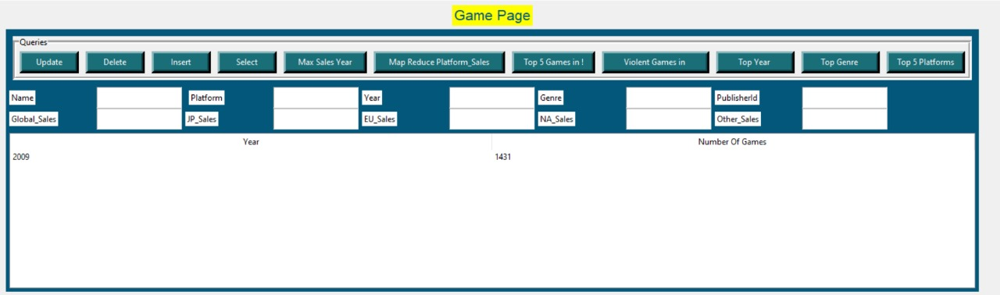 Game Page
Queries
Update Delete Insert Select Max Sales Year Map Reduce Platform_Sales Top 5 Games in ! Violent Games in Top Year Top Genre Top 5 Platforms
Name Platform Year Genre PublisherId
Global_Sales JP_Sales EU_Sales NA_Sales Other_Sales
Year Number Of Games
2009 1431